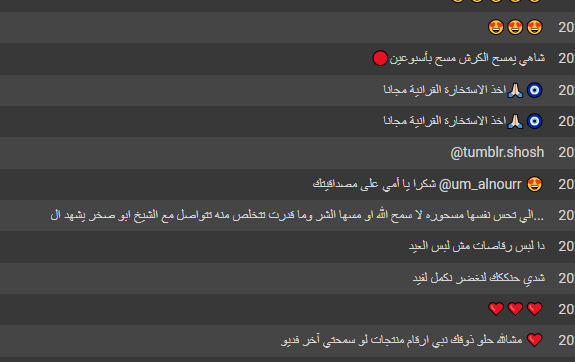 😍😍😍 20
شاهي يمسح الكرش مسح بأسبوعين🔴 20
🧿🙏🏻اخذ الاستخارة القرانية مجانا 20
🧿🙏🏻اخذ الاستخارة القرانية مجانا 20
@tumblr.shosh 20
😍 @um_alnourr شكرا يا أمي على مصداقيتك 20
...الي تحس نفسها مسحوره لا سمح الله او مسها الشر وما قدرت تتخلص منه تتواصل مع الشيخ ابو صخر يشهد ال 20
دا لبس رقاصات مش لبس العيد 20
شدي حنككك لنغضر نكمل لفيد 20
❤️❤️❤️ 20
❤️ مشالله حلو ذوقك نبي ارقام منتجات لو سمحتي آخر فديو 20